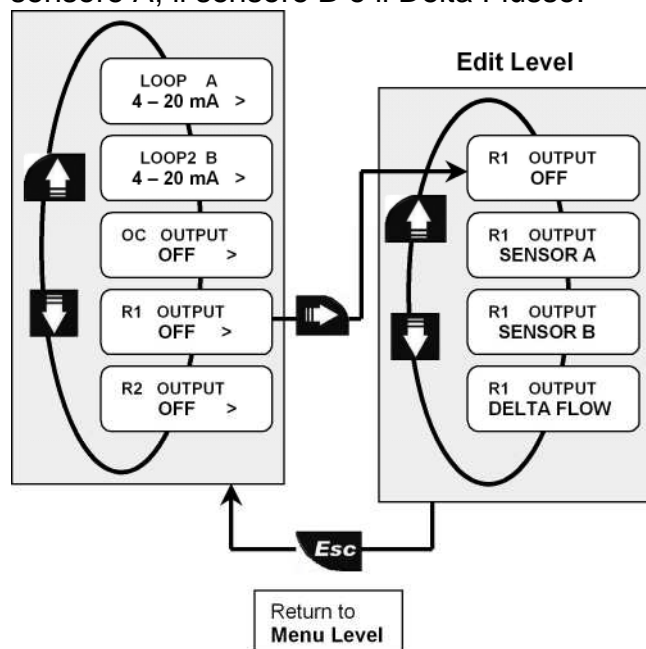 sensore A, il sensore B o il Delta Flusso.
LOOP A
4 – 20 mA >
LOOP2 B
4 – 20 mA >
OC OUTPUT
OFF >
R1 OUTPUT
OFF >
R2 OUTPUT
OFF >
Edit Level
R1 OUTPUT
OFF
R1 OUTPUT
SENSOR A
R1 OUTPUT
SENSOR B
R1 OUTPUT
DELTA FLOW
Esc
Return to
Menu Level